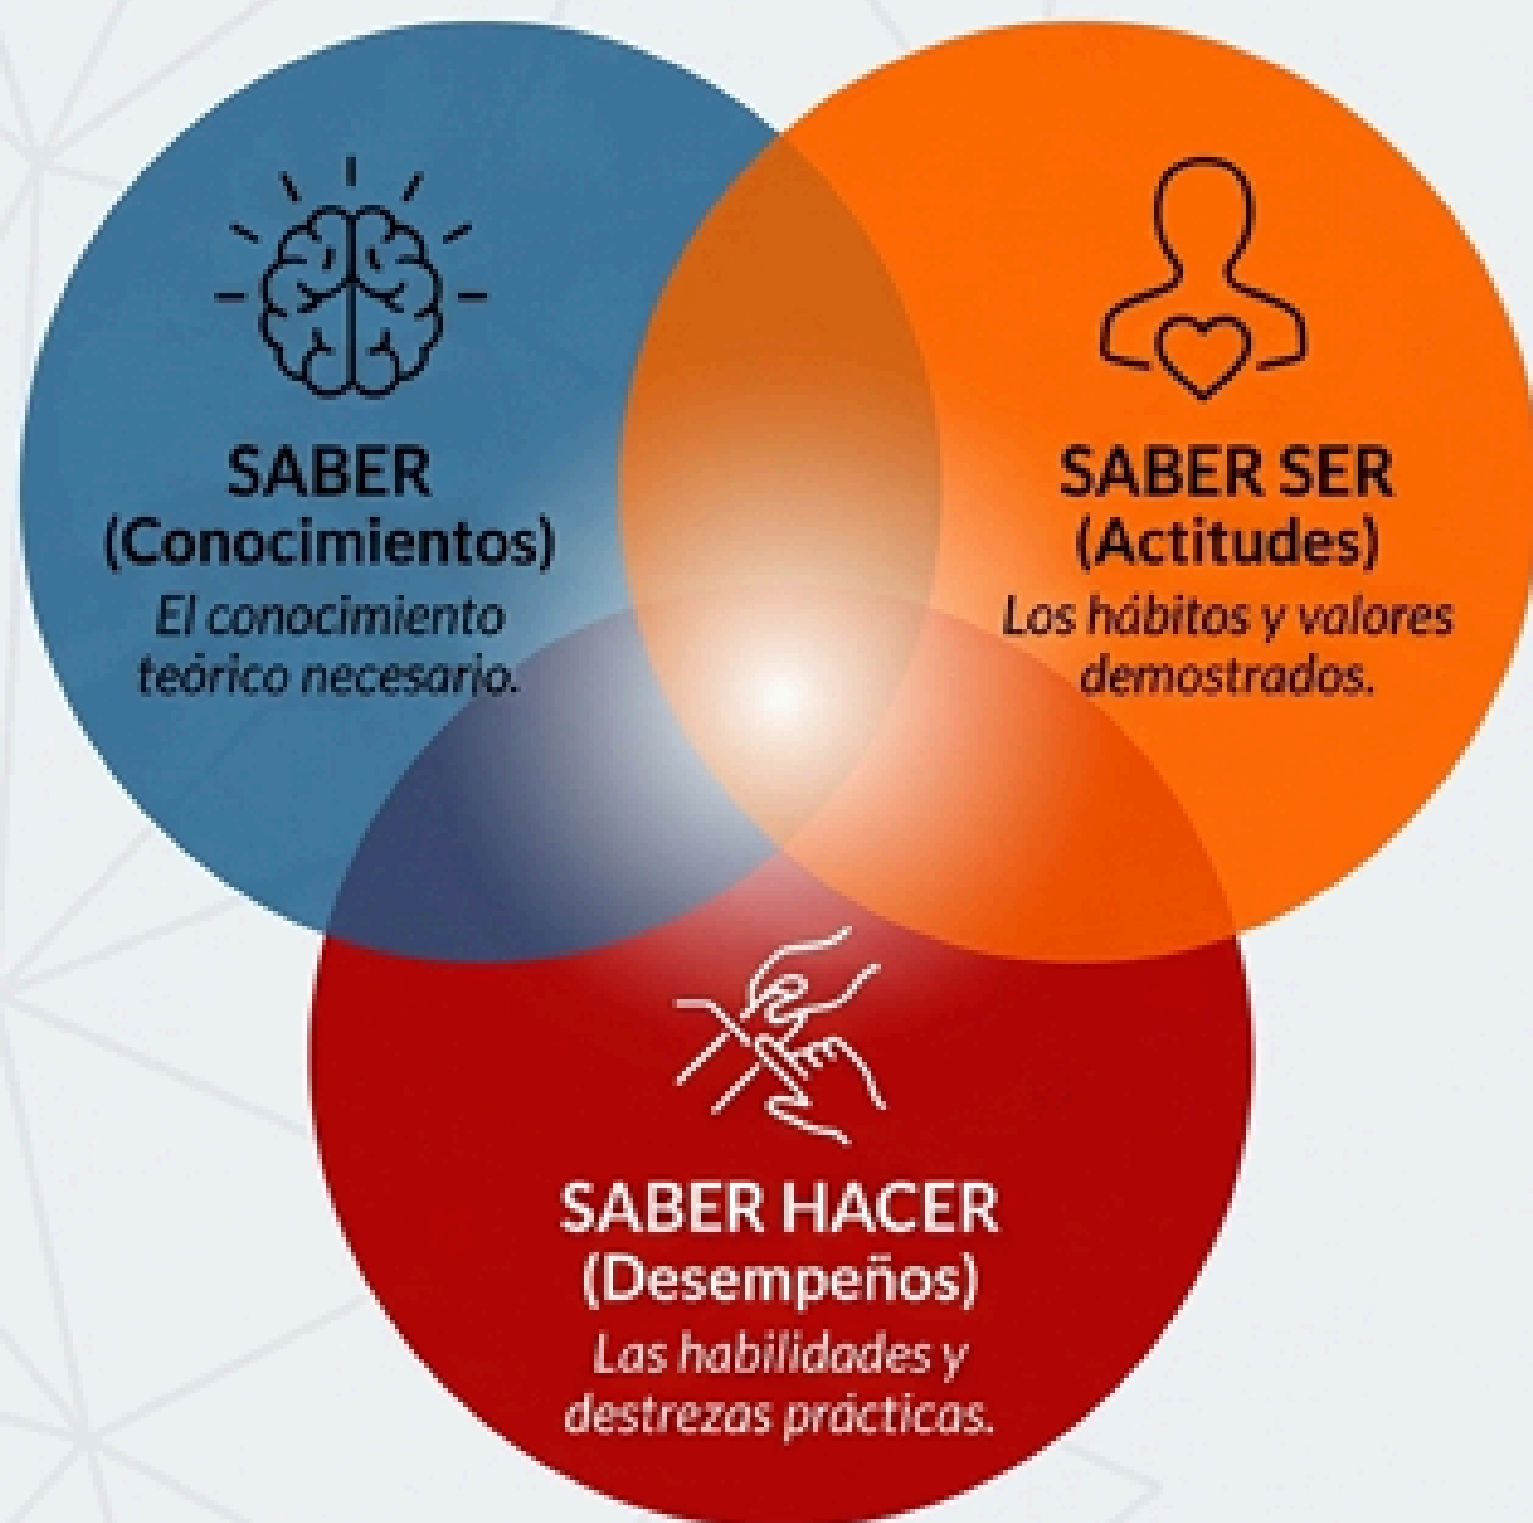 SABER
(Conocimientos)
El conocimiento
teórico necesario.
SABER SER
(Actitudes)
Los hábitos y valores
demostrados.
SABER HACER
(Desempeños)
Las habilidades y
destrezas prácticas.